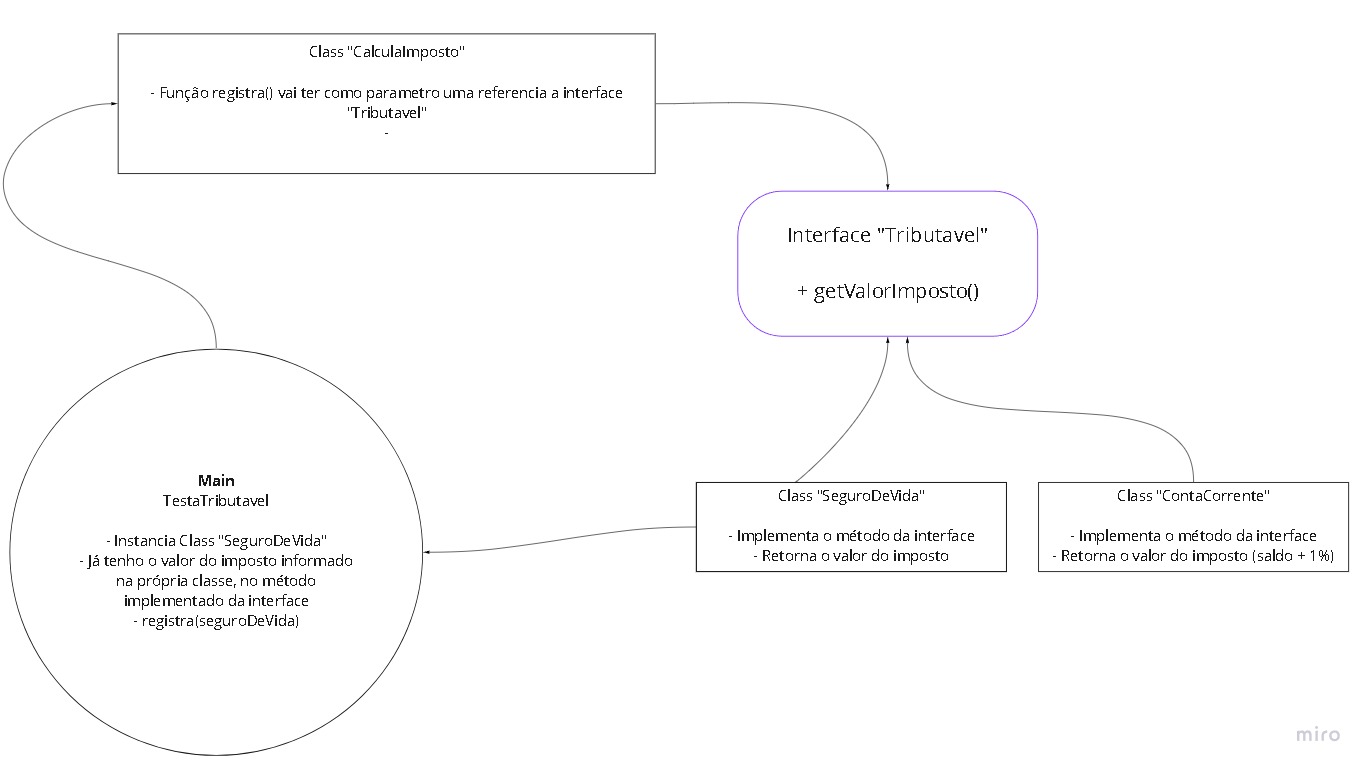 Class "CalculaImposto"
- Função registra() vai ter como parametro uma referencia a interface
"Tributavel"
-
Interface "Tributavel"
+ getValorImposto()
Main
TestaTributavel
- Instancia Class "SeguroDeVida"
- Já tenho o valor do imposto informado
na própria classe, no método
implementado da interface
- registra(seguroDeVida)
Class "SeguroDeVida"
- Implementa o método da interface
- Retorna o valor do imposto
Class "ContaCorrente"
- Implementa o método da interface
- Retorna o valor do imposto (saldo + 1%)
miro